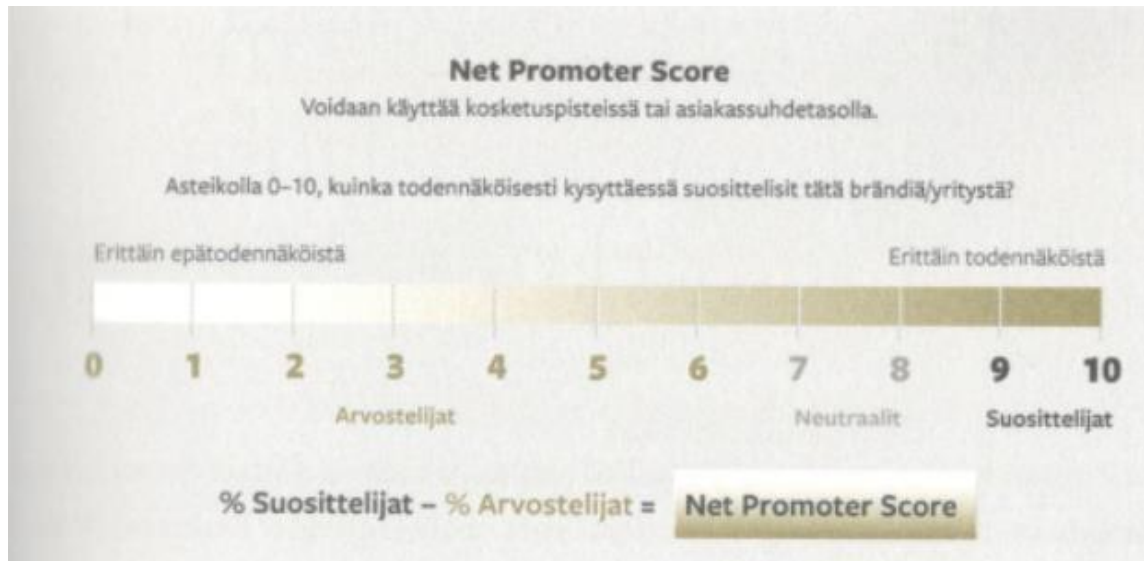 Net Promoter Score
Voidaan käyttää kosketuspisteissä tai asiakassuhdetasolla.
Asteikolla 0–10, kuinka todennäköisesti kysyttäessä suosittelisit tätä brändiä/yritystä?
Erittäin epätodennäköistä Erittäin todennäköistä
0 1 2 3 4 5 6 7 8 9 10
Arvostelijat Neutraalit Suosittelijat
% Suosittelijat – % Arvostelijat = Net Promoter Score